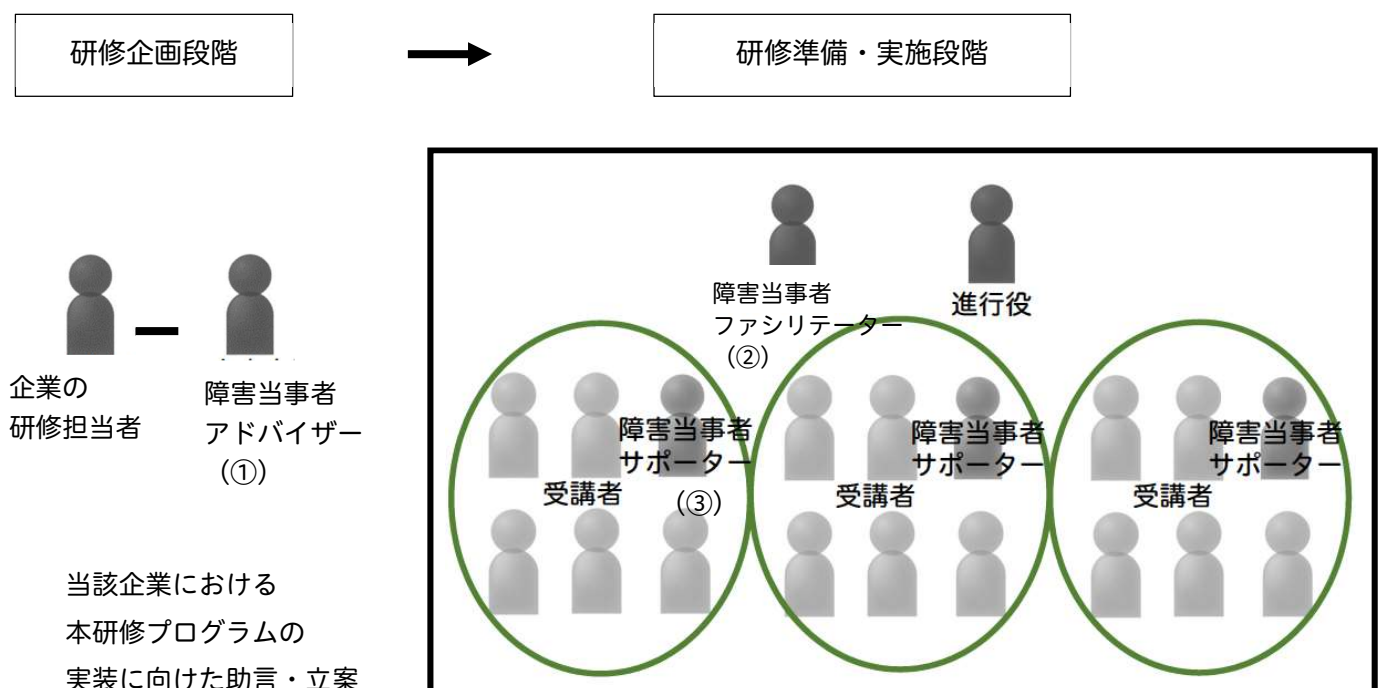 研修企画段階
研修準備・実施段階
企業の
研修担当者
障害当事者
アドバイザー
(①)
当該企業における
本研修プログラムの
実装に向けた助言・立案
障害当事者
ファシリテーター
(②)
進行役
障害当事者
サポーター
受講者
(③)
障害当事者
サポーター
受講者
障害当事者
サポーター
受講者